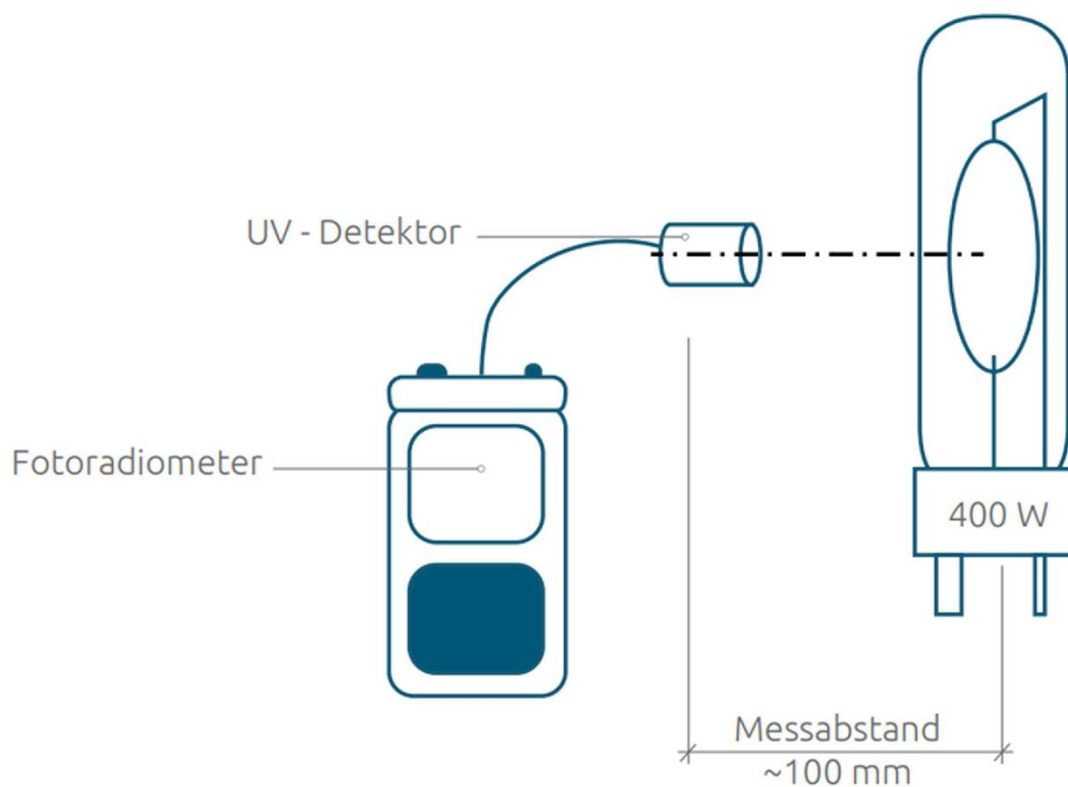 UV - Detektor
Fotoradiometer
400 W
Messabstand
~100 mm